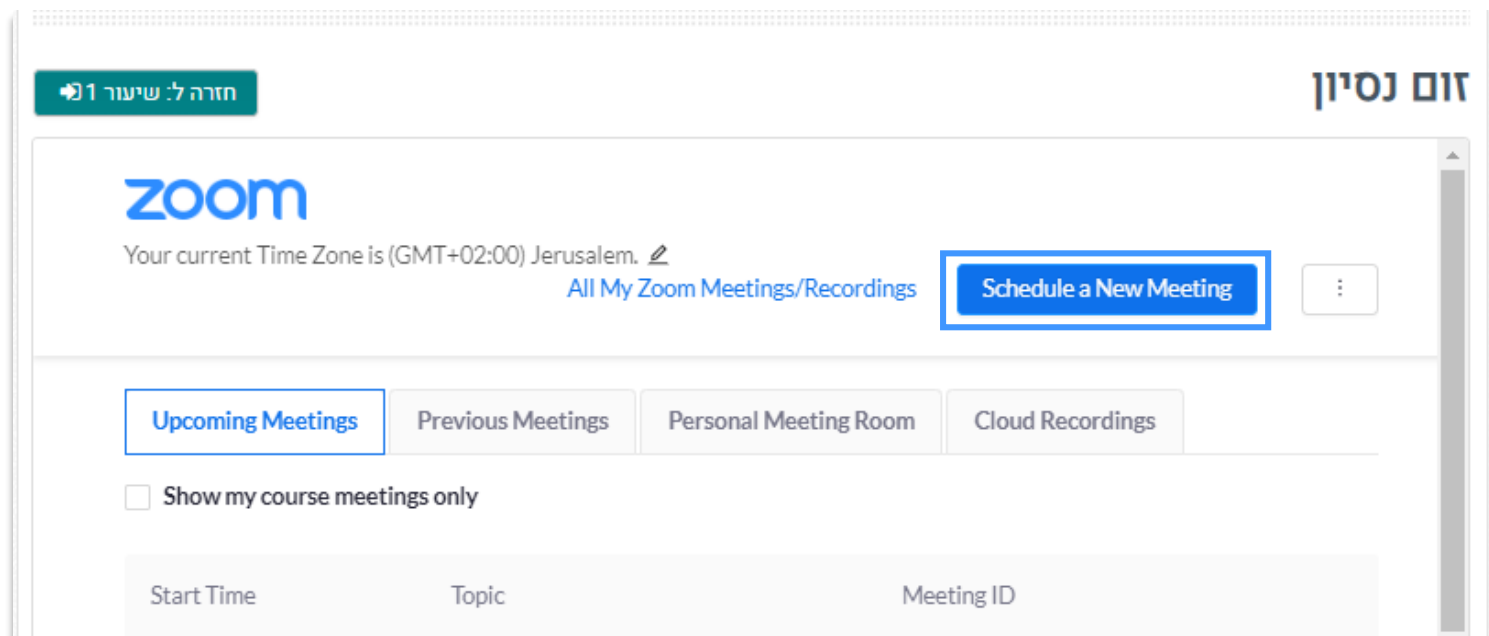 זום נסיון
חזרה ל: שיעור 1
zoom
Your current Time Zone is (GMT+02:00) Jerusalem.
All My Zoom Meetings/Recordings
Schedule a New Meeting
Upcoming Meetings
Previous Meetings
Personal Meeting Room
Cloud Recordings
Show my course meetings only
Start Time
Topic
Meeting ID